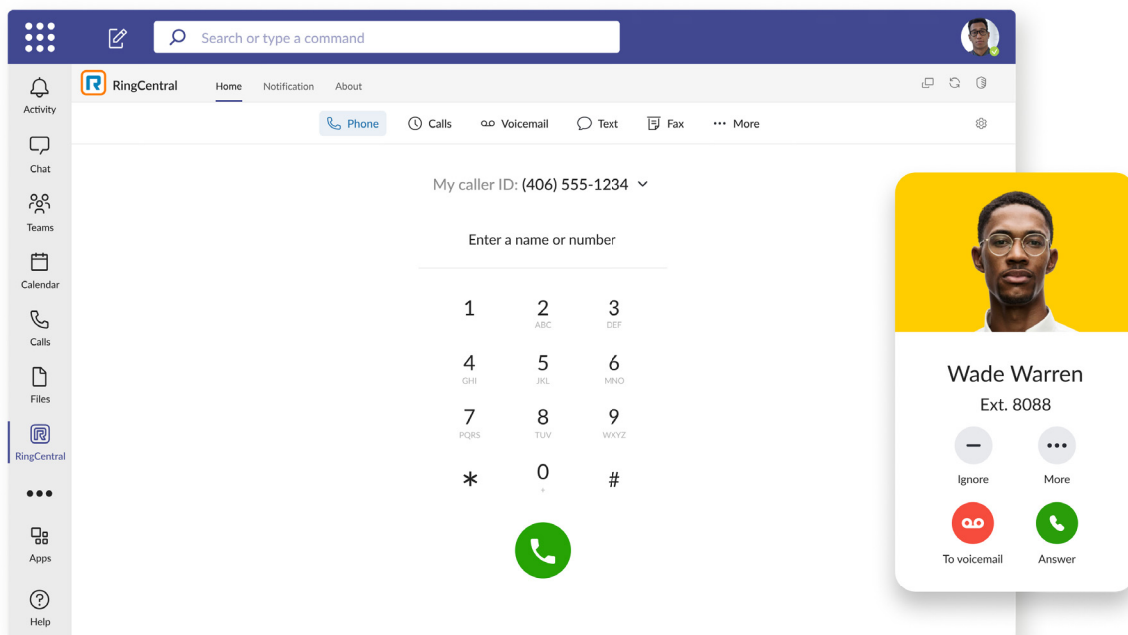 Search or type a command
RingCentral Home Notification About
Phone Calls Voicemail Text Fax More
Activity
Chat
Teams
Calendar
Calls
Files
RingCentral
Apps
Help
My caller ID: (406) 555-1234
Enter a name or number
1 2 3
ABC DEF
4 5 6
GHI JKL MNO
7 8 9
PQRS TUV WXYZ
* 0 #
+
Wade Warren
Ext. 8088
Ignore More
To voicemail Answer